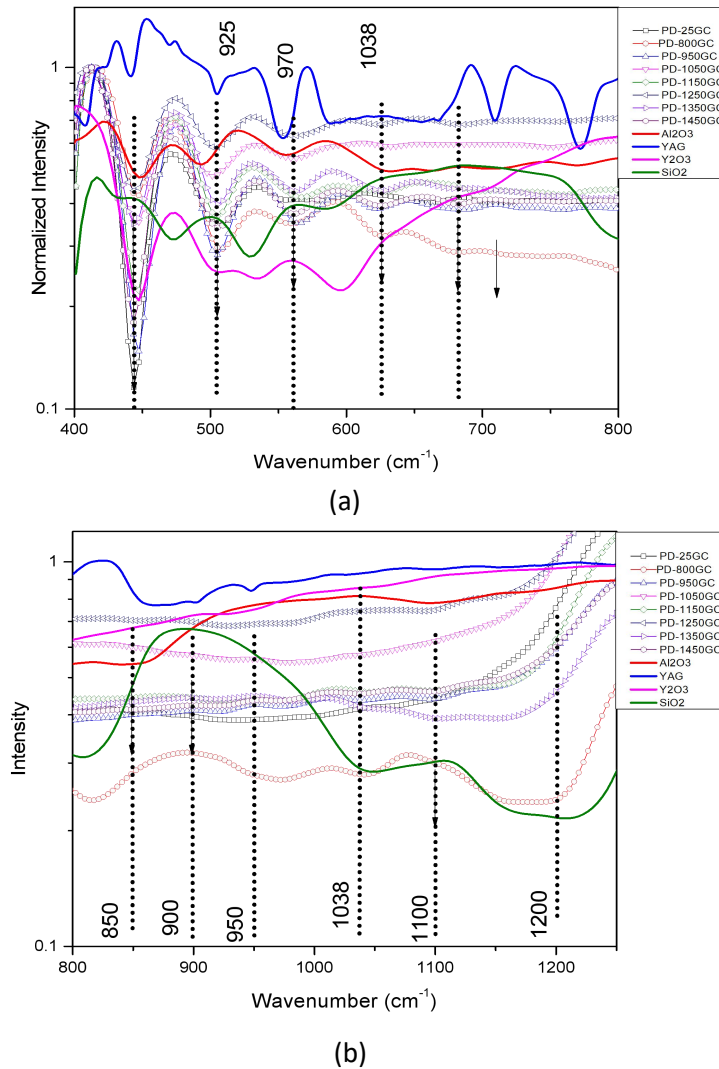 925
970
1038
1
0.1
Normalized Intensity
400
500
600
700
800
Wavenumber (cm-1)
PD-25GC
PD-800GC
PD-950GC
PD-1050GC
PD-1150GC
PD-1250GC
PD-1350GC
PD-1450GC
Al2O3
YAG
Y2O3
SiO2
(a)
1
0.1
Intensity
850
900
950
1038
1100
1200
800
900
1000
1100
1200
Wavenumber (cm-1)
PD-25GC
PD-800GC
PD-950GC
PD-1050GC
PD-1150GC
PD-1250GC
PD-1350GC
PD-1450GC
Al2O3
YAG
Y2O3
SiO2
(b)